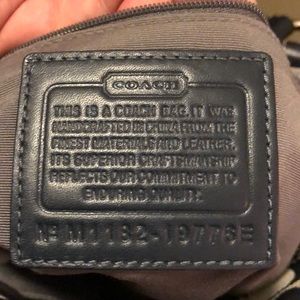 COACH
THIS IS A COACH BAG. IT WAS
HANDCRAFTED IN CHINA FROM THE
FINEST MATERIALS AND LEATHER.
ITS SUPERIOR CRAFTSMANSHIP
REFLECTS OUR COMMITMENT TO
ENDURING QUALITY.
Nº M1182-19776